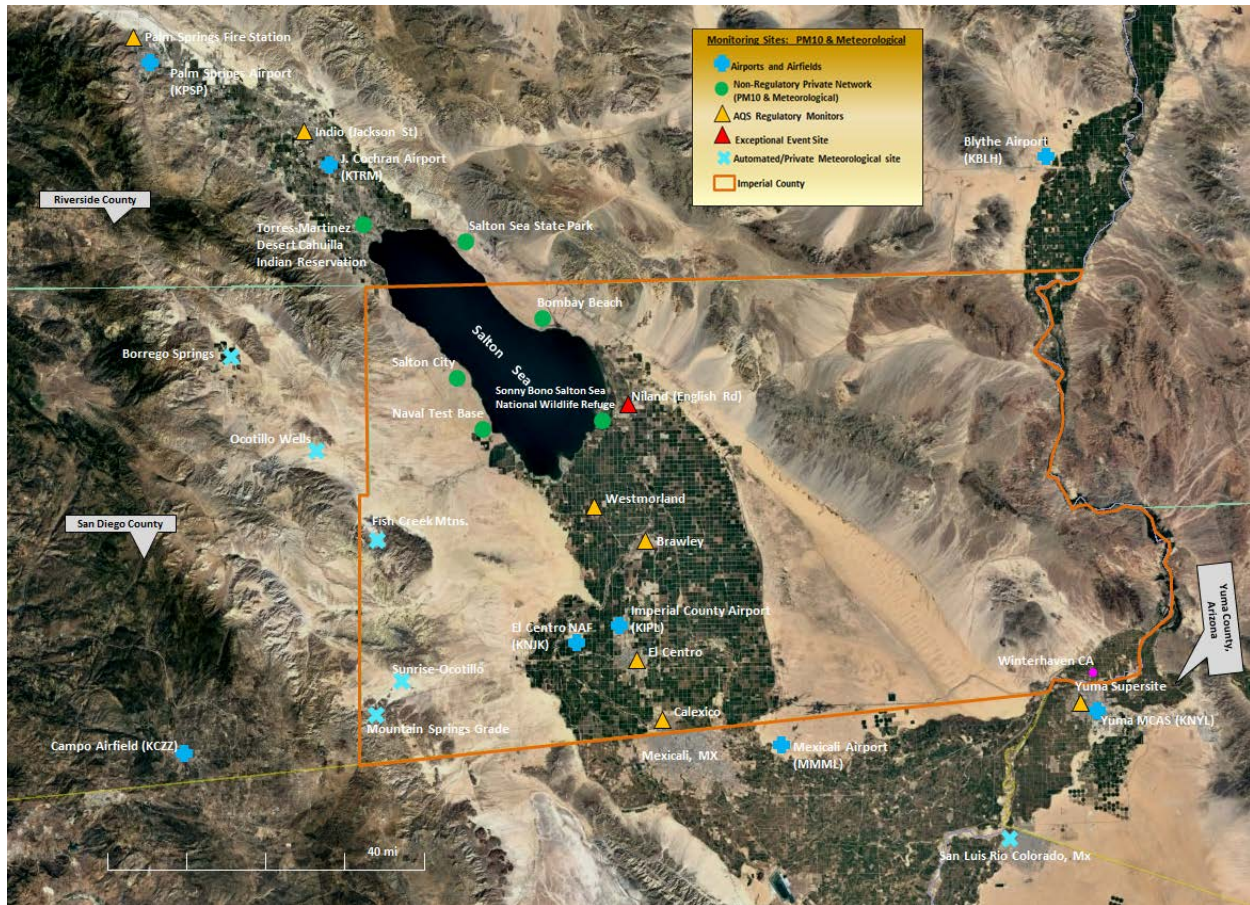 Palm Springs Fire Station
Palm Springs Airport
(KPSP)
Indio (Jackson St)
J. Cochran Airport
(KTRM)
Riverside County
Torres-Martinez
Desert Cahuilla
Indian Reservation
Salton Sea State Park
Monitoring Sites: PM10 & Meteorological
Airports and Airfields
Non-Regulatory Private Network
(PM10 & Meteorological)
AQS Regulatory Monitors
Exceptional Event Site
Automated/Private Meteorological site
Imperial County
Blythe Airport
(KBLH)
Bombay Beach
Salton Sea
Borrego Springs
Salton City
Sonny Bono Salton Sea
National Wildlife Refuge
Niland (English Rd)
Naval Test Base
Ocotillo Wells
Westmorland
San Diego County
Fish Creek Mtns.
Brawley
Imperial County Airport
(KIPL)
El Centro NAF
(KNJK)
El Centro
Yuma County,
Arizona
Sunrise-Ocotillo
Winterhaven CA
Yuma Supersite
Yuma MCAS (KNYL)
Mountain Springs Grade
Calexico
Campo Airfield (KCZZ)
Mexicali, MX
Mexicali Airport
(MMML)
40 mi
San Luis Rio Colorado, Mx